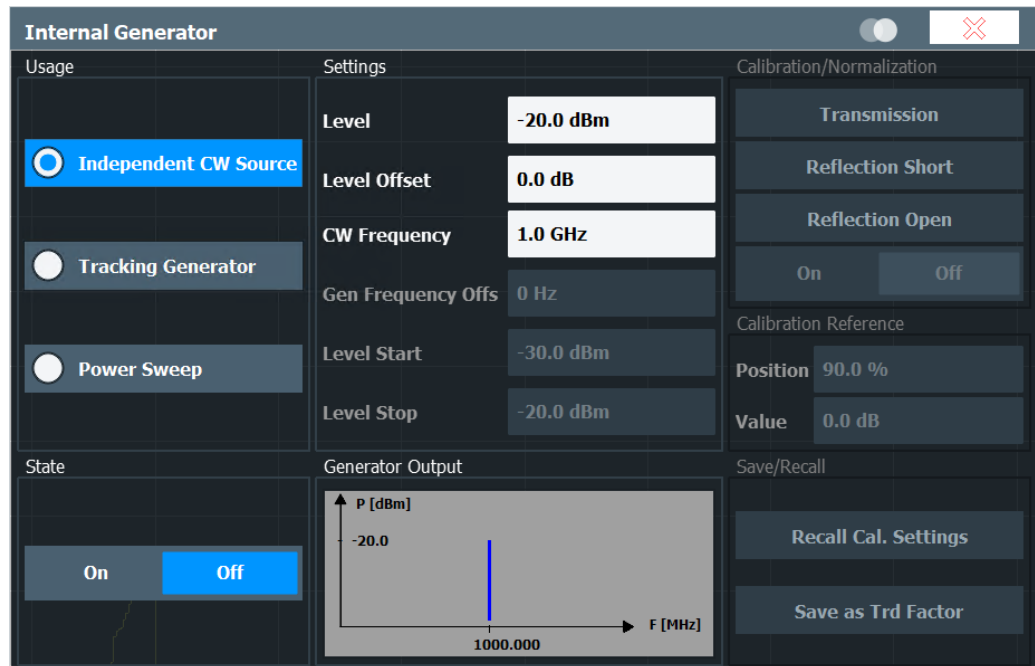 Internal Generator
Usage
Independent CW Source
Tracking Generator
Power Sweep
State
On Off
Settings
Level -20.0 dBm
Level Offset 0.0 dB
CW Frequency 1.0 GHz
Gen Frequency Offs 0 Hz
Level Start -30.0 dBm
Level Stop -20.0 dBm
Generator Output
P [dBm]
-20.0
F [MHz]
1000.000
Calibration/Normalization
Transmission
Reflection Short
Reflection Open
On Off
Calibration Reference
Position 90.0 %
Value 0.0 dB
Save/Recall
Recall Cal. Settings
Save as Trd Factor